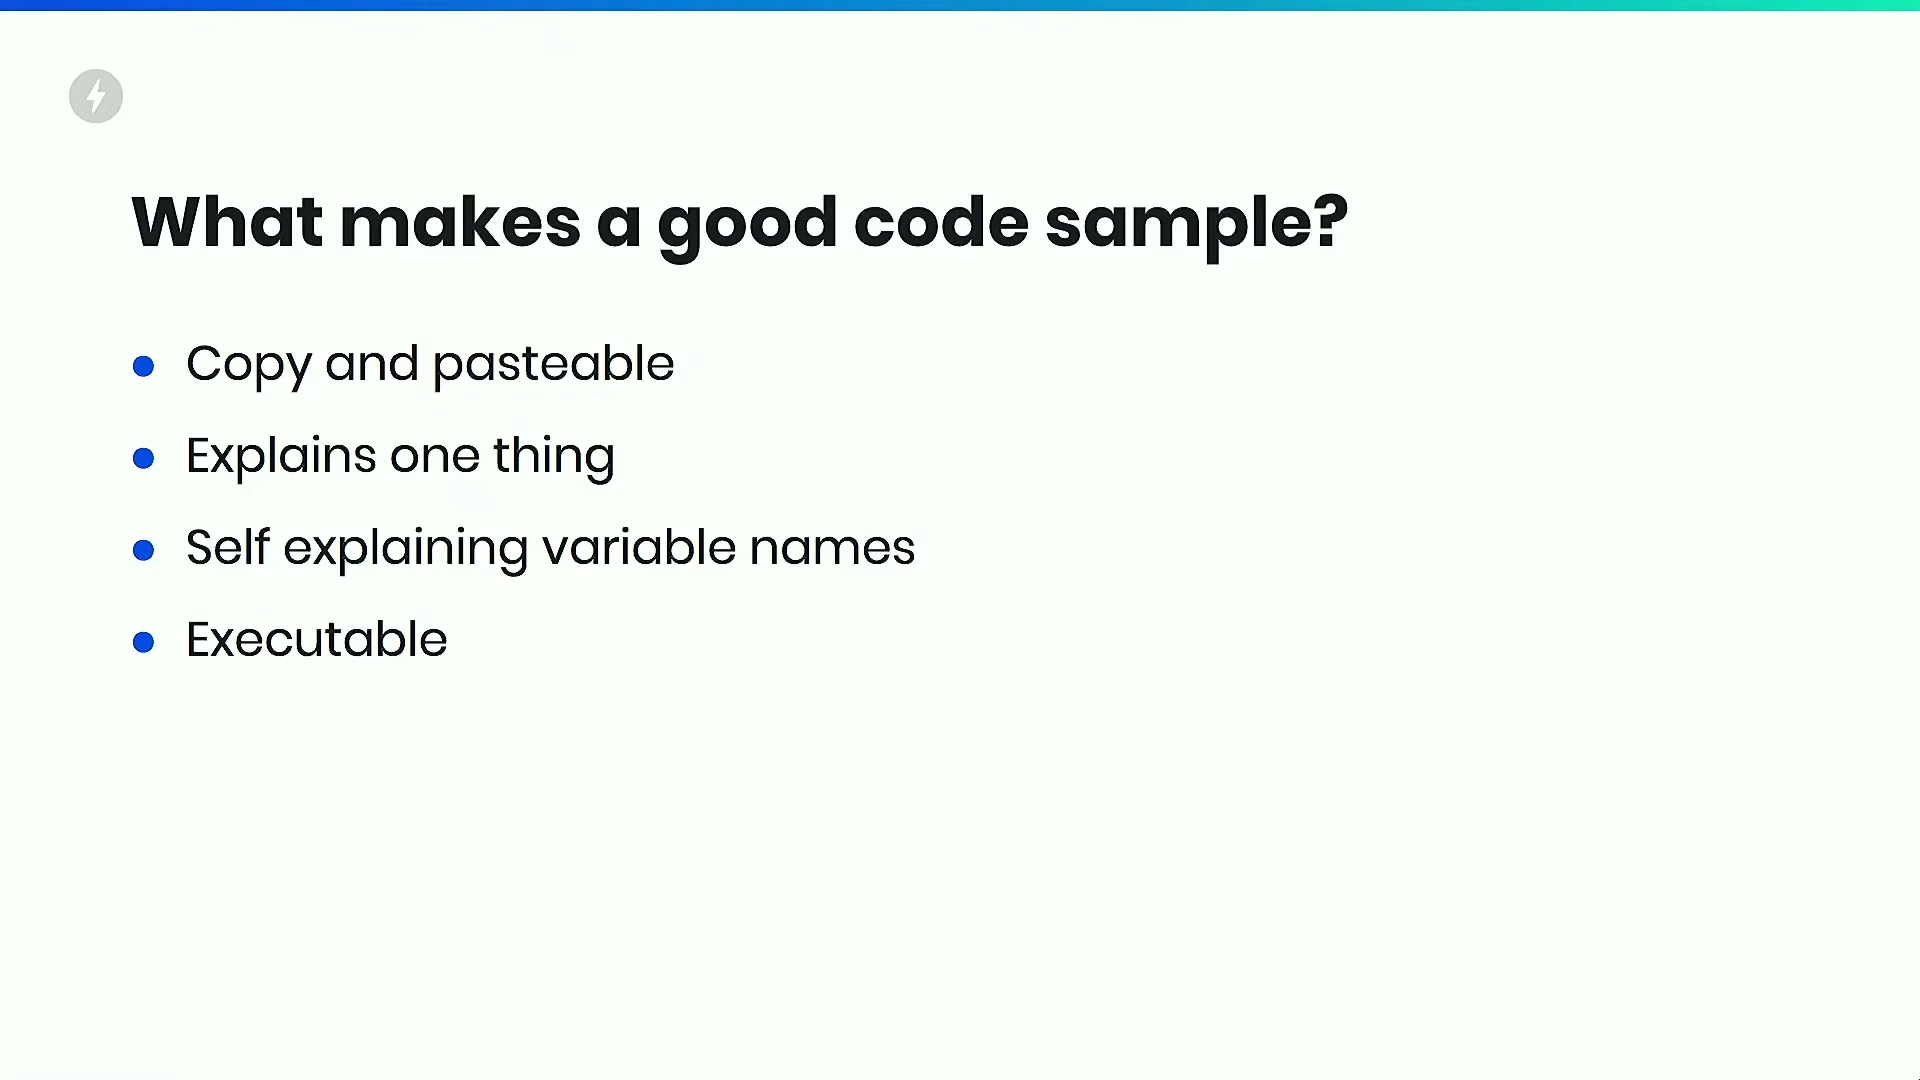 What makes a good code sample?
Copy and pasteable
Explains one thing
Self explaining variable names
Executable